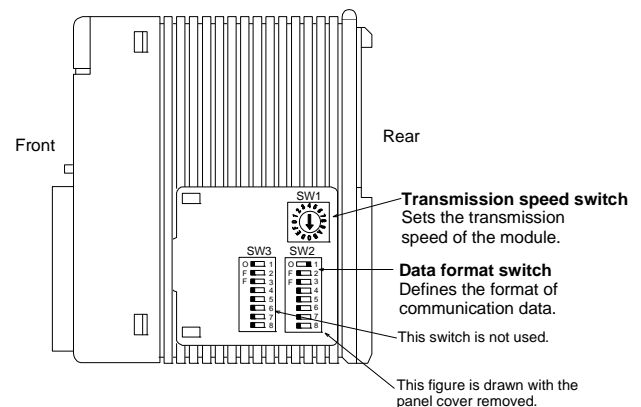 Front
Rear
SW1
Transmission speed switch
Sets the transmission
speed of the module.
SW3
SW2
O 1
F 2
F 3
4
5
6
7
8
O 1
F 2
F 3
4
5
6
7
8
Data format switch
Defines the format of
communication data.
This switch is not used.
This figure is drawn with the
panel cover removed.